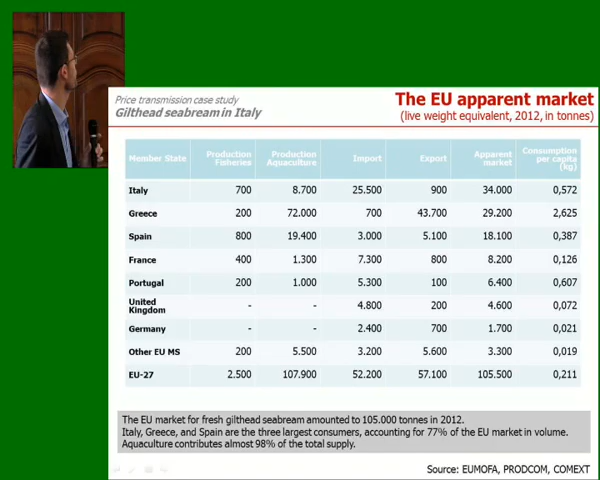 Price transmission case study
Gilthead seabream in Italy
The EU apparent market
(live weight equivalent, 2012, in tonnes)
Member State Production Fisheries Production Aquaculture Import Export Apparent market Consumption per capita (kg)
Italy 700 8.700 25.500 900 34.000 0,572
Greece 200 72.000 700 43.700 29.200 2,625
Spain 800 19.400 3.000 5.100 18.100 0,387
France 400 1.300 7.300 800 8.200 0,126
Portugal 200 1.000 5.300 100 6.400 0,607
United Kingdom - - 4.800 200 4.600 0,072
Germany - - 2.400 700 1.700 0,021
Other EU MS 200 5.500 3.200 5.600 3.300 0,019
EU-27 2.500 107.900 52.200 57.100 105.500 0,211
The EU market for fresh gilthead seabream amounted to 105.000 tonnes in 2012.
Italy, Greece, and Spain are the three largest consumers, accounting for 77% of the EU market in volume.
Aquaculture contributes almost 98% of the total supply.
Source: EUMOFA, PRODCOM, COMEXT